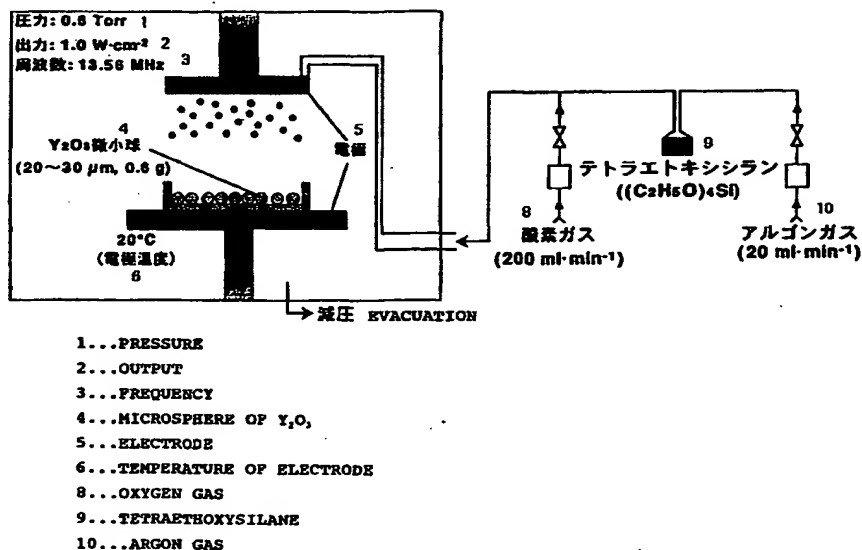 圧力: 0.6 Torr 1
出力: 1.0 W·cm⁻² 2
周波数: 13.56 MHz
3
4
Y₂O₃微小球
(20~30 µm, 0.6 g)
5
電極
20°C
(電極温度)
6
減圧 EVACUATION
9
テトラエトキシシラン
((C₂H₅O)₄Si)
8
酸素ガス
(200 ml·min⁻¹)
10
アルゴンガス
(20 ml·min⁻¹)
1...PRESSURE
2...OUTPUT
3...FREQUENCY
4...MICROSPHERE OF Y₂O₃
5...ELECTRODE
6...TEMPERATURE OF ELECTRODE
8...OXYGEN GAS
9...TETRAETHOXYSILANE
10...ARGON GAS